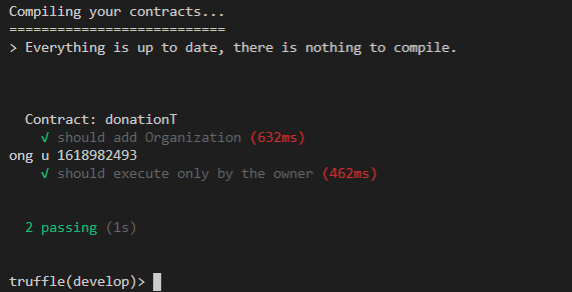 Compiling your contracts...
===========================
> Everything is up to date, there is nothing to compile.
Contract: donationT
√ should add Organization (632ms)
ong u 1618982493
√ should execute only by the owner (462ms)
2 passing (1s)
truffle(develop)>